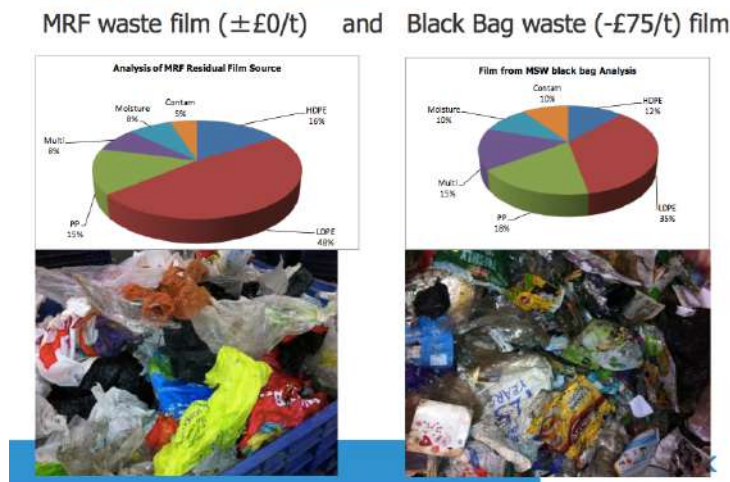 MRF waste film (±£0/t) and Black Bag waste (-£75/t) film
Analysis of MRF Residual Film Source
Contam
5%
Moisture
8%
HDPE
16%
Multi
8%
PP
15%
LDPE
48%
Film from MSW black bag Analysis
Contam
10%
HDPE
12%
Moisture
10%
Multi
15%
PP
18%
LDPE
35%
YEARS